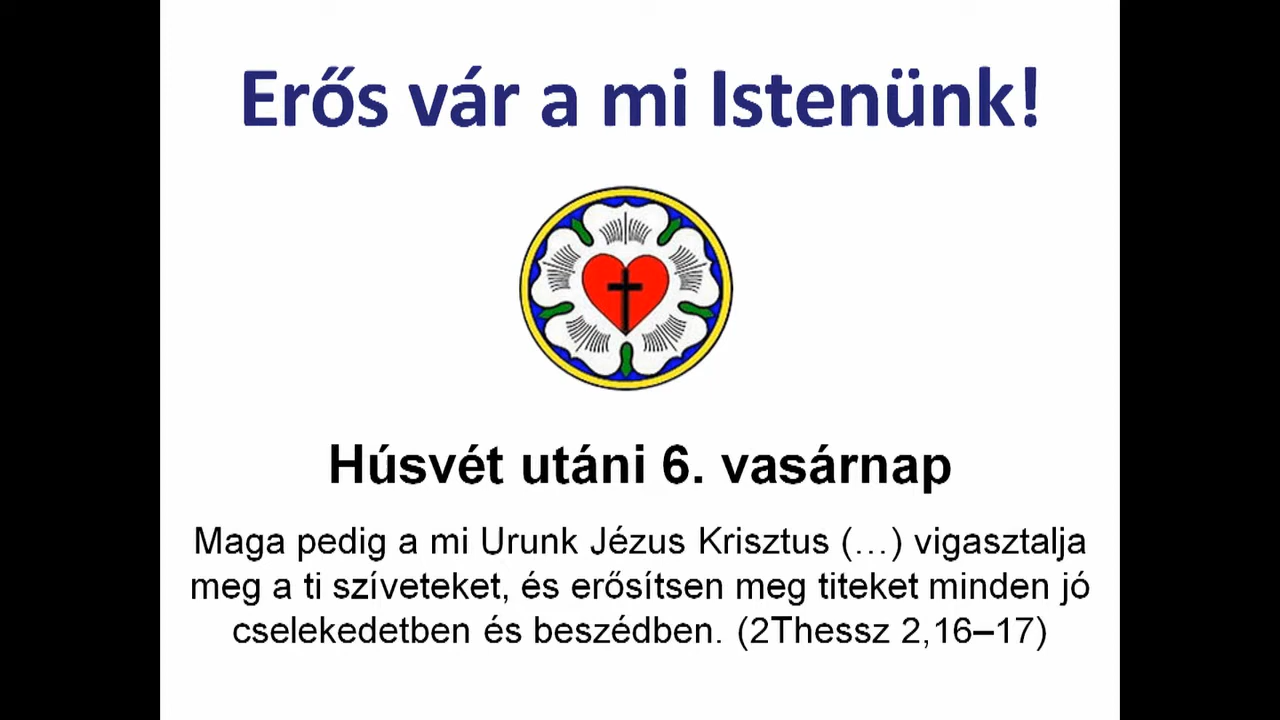 Erős vár a mi Istenünk!
Húsvét utáni 6. vasárnap
Maga pedig a mi Urunk Jézus Krisztus (…) vigasztalja
meg a ti szíveteket, és erősítsen meg titeket minden jó
cselekedetben és beszédben. (2Thessz 2,16–17)